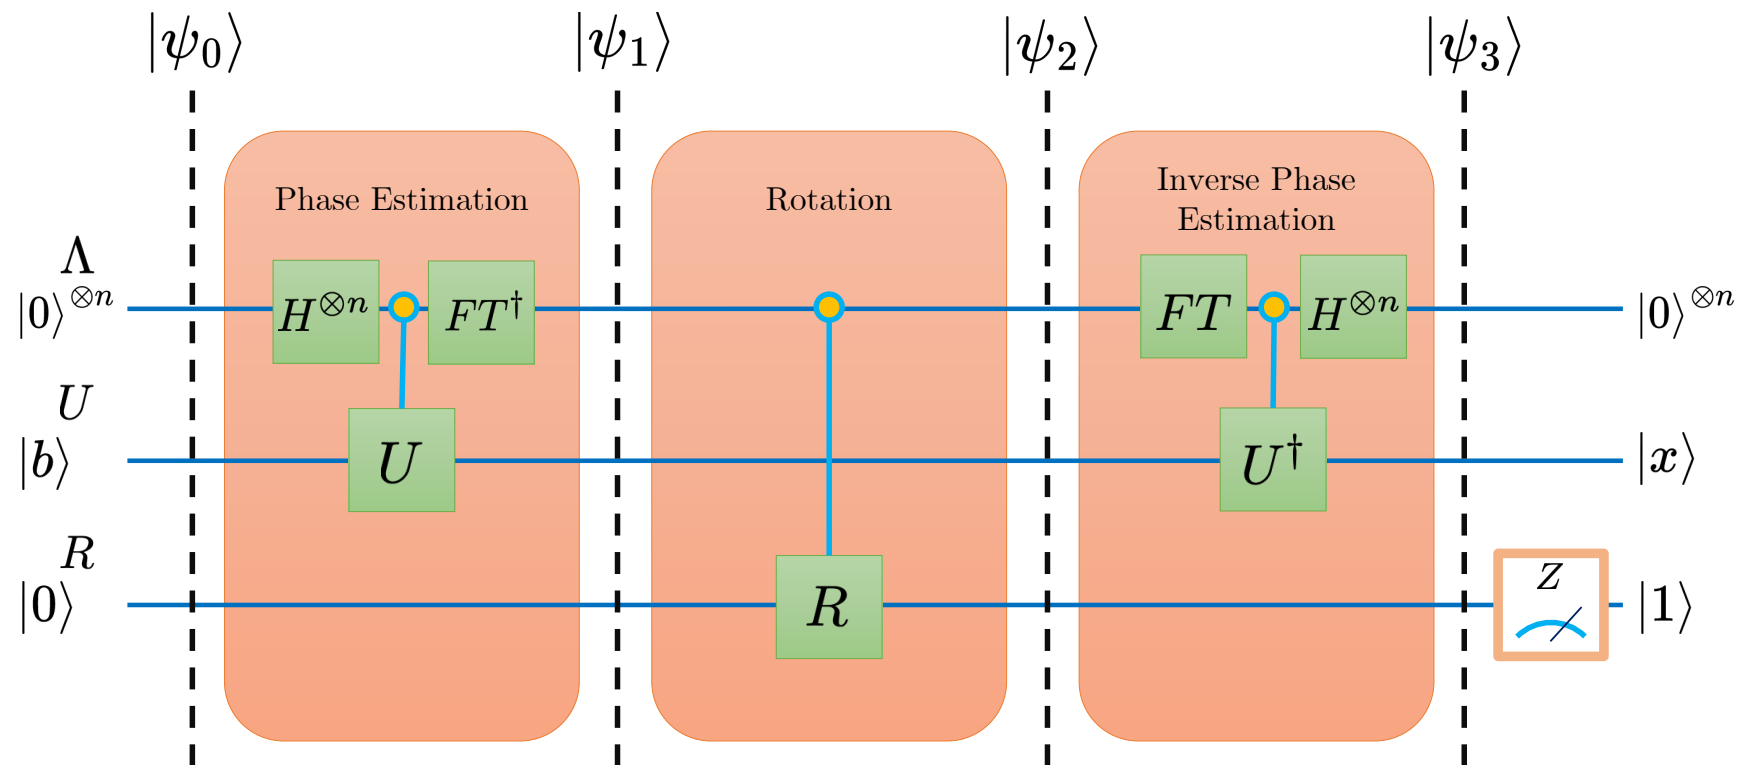 |ψ₀⟩ |ψ₁⟩ |ψ₂⟩ |ψ₃⟩
Phase Estimation
Rotation
Inverse Phase
Estimation
Λ
|0⟩^{⊗n} H^{⊗n} FT^† FT H^{⊗n} |0⟩^{⊗n}
U
|b⟩ U U^† |x⟩
R
Z
|0⟩ R |1⟩